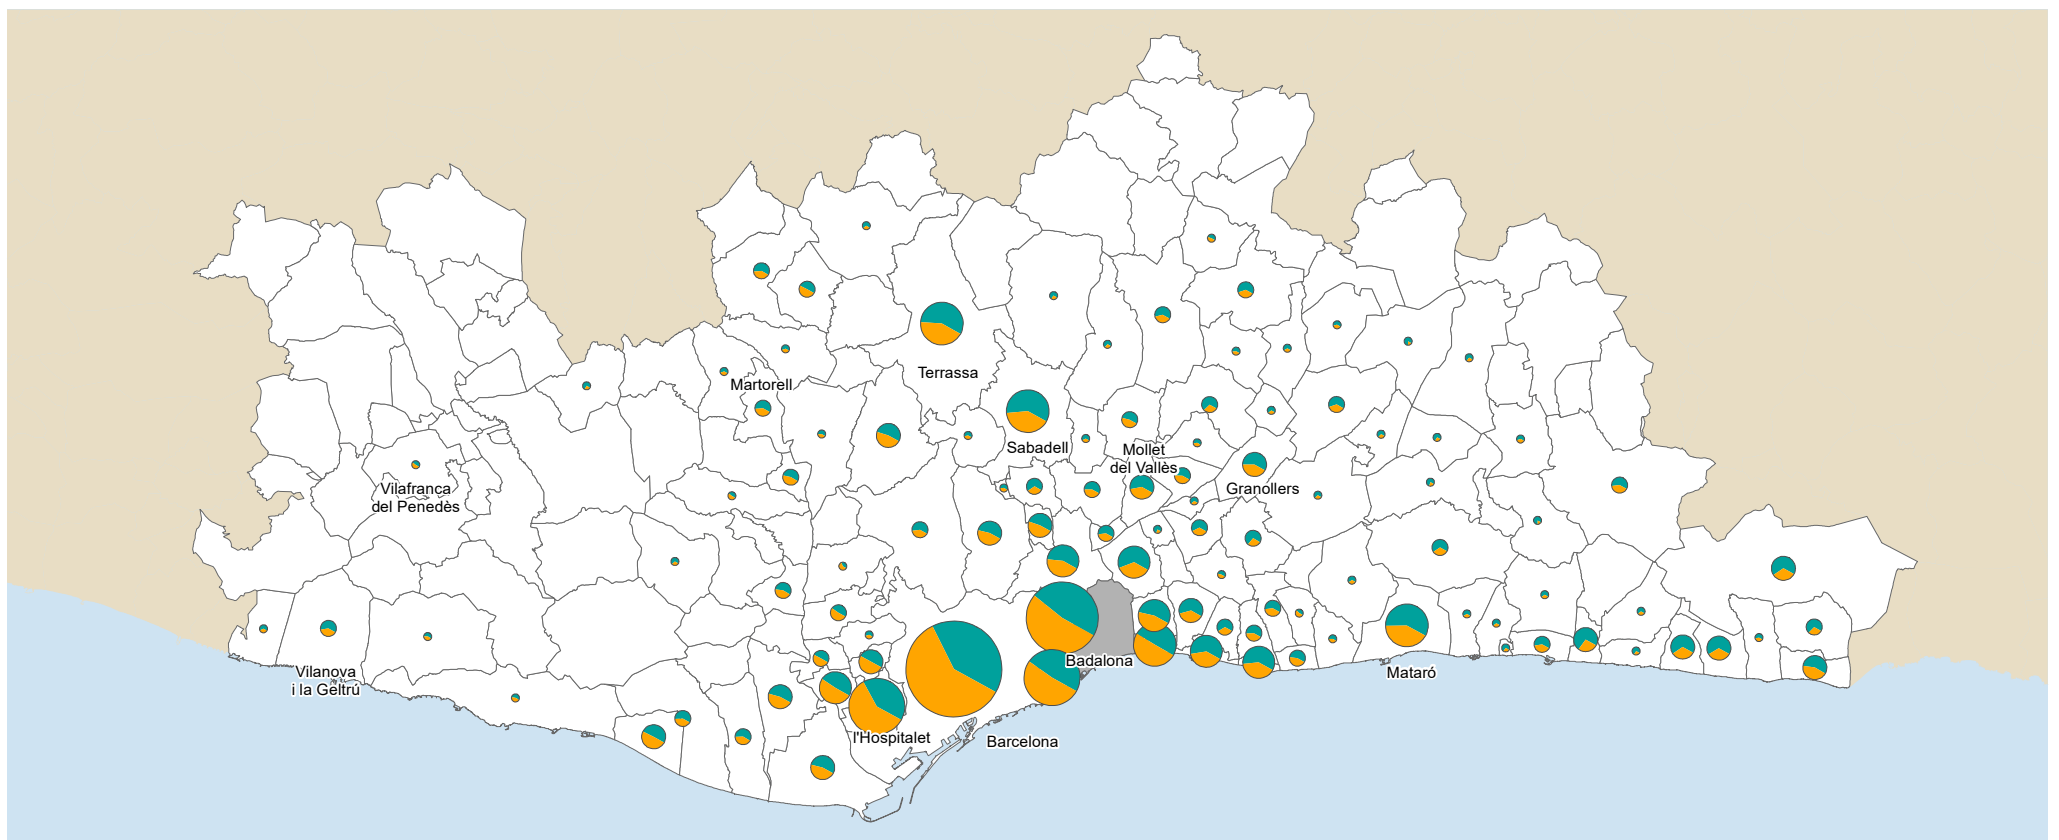 Terrassa
Martorell
Sabadell
Mollet
del Vallès
Vilafranca
del Penedès
Granollers
Badalona
Vilanova
i la Geltrú
Mataró
l'Hospitalet
Barcelona